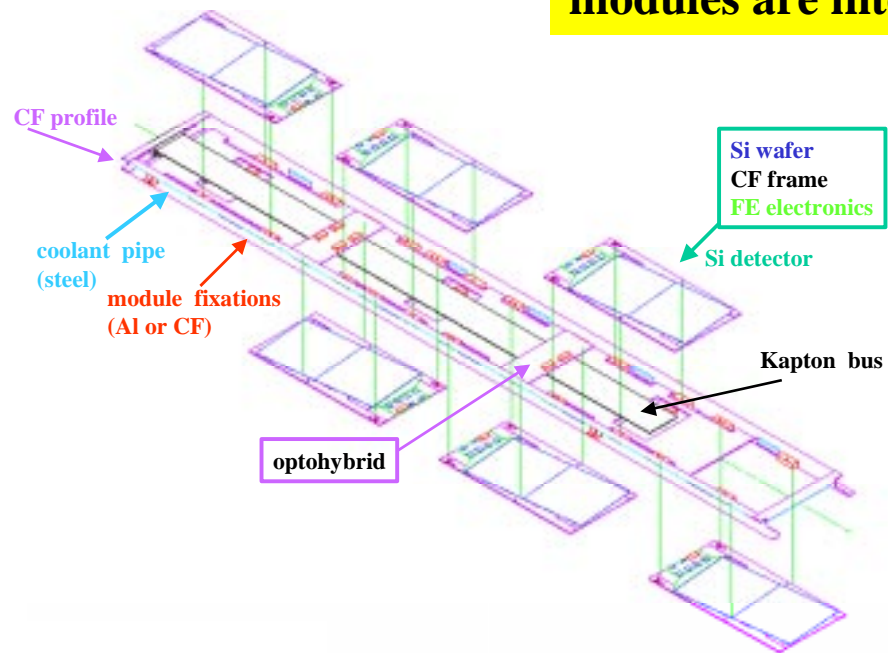 modules are
CF profile
Si wafer
CF frame
FE electronics
Si detector
coolant pipe
(steel)
module fixations
(Al or CF)
Kapton bus
optohybrid